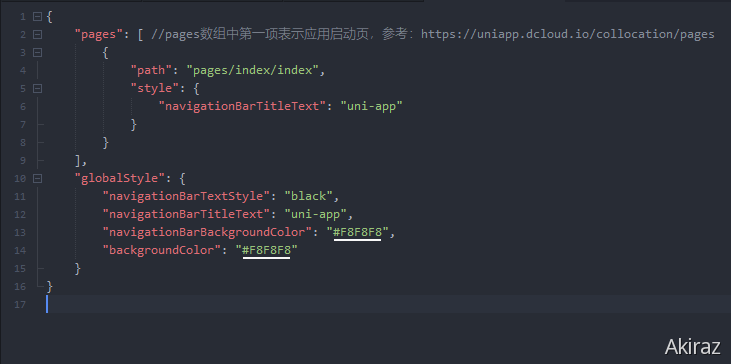 1 {
2 "pages": [ //pages数组中第一项表示应用启动页，参考：https://uniapp.dcloud.io/collocation/pages
3 {
4 "path": "pages/index/index",
5 "style": {
6 "navigationBarTitleText": "uni-app"
7 }
8 }
9 ],
10 "globalStyle": {
11 "navigationBarTextStyle": "black",
12 "navigationBarTitleText": "uni-app",
13 "navigationBarBackgroundColor": "#F8F8F8",
14 "backgroundColor": "#F8F8F8"
15 }
16 }
17
Akiraz